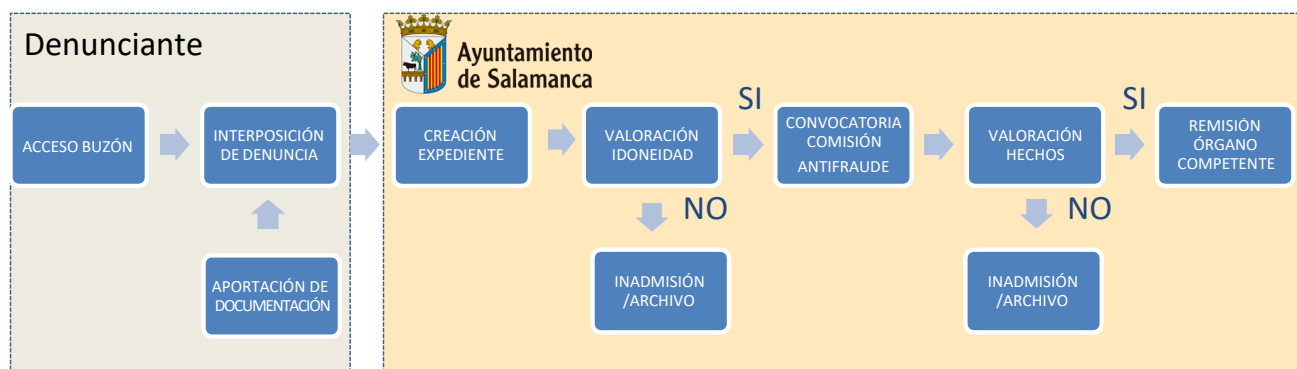 Denunciante
ACCESO BUZÓN
INTERPOSICIÓN
DE DENUNCIA
APORTACIÓN DE
DOCUMENTACIÓN
Ayuntamiento
de Salamanca
CREACIÓN
EXPEDIENTE
VALORACIÓN
IDONEIDAD
SI
NO
INADMISIÓN
/ARCHIVO
CONVOCATORIA
COMISIÓN
ANTIFRAUDE
VALORACIÓN
HECHOS
SI
NO
INADMISIÓN
/ARCHIVO
REMISIÓN
ÓRGANO
COMPETENTE